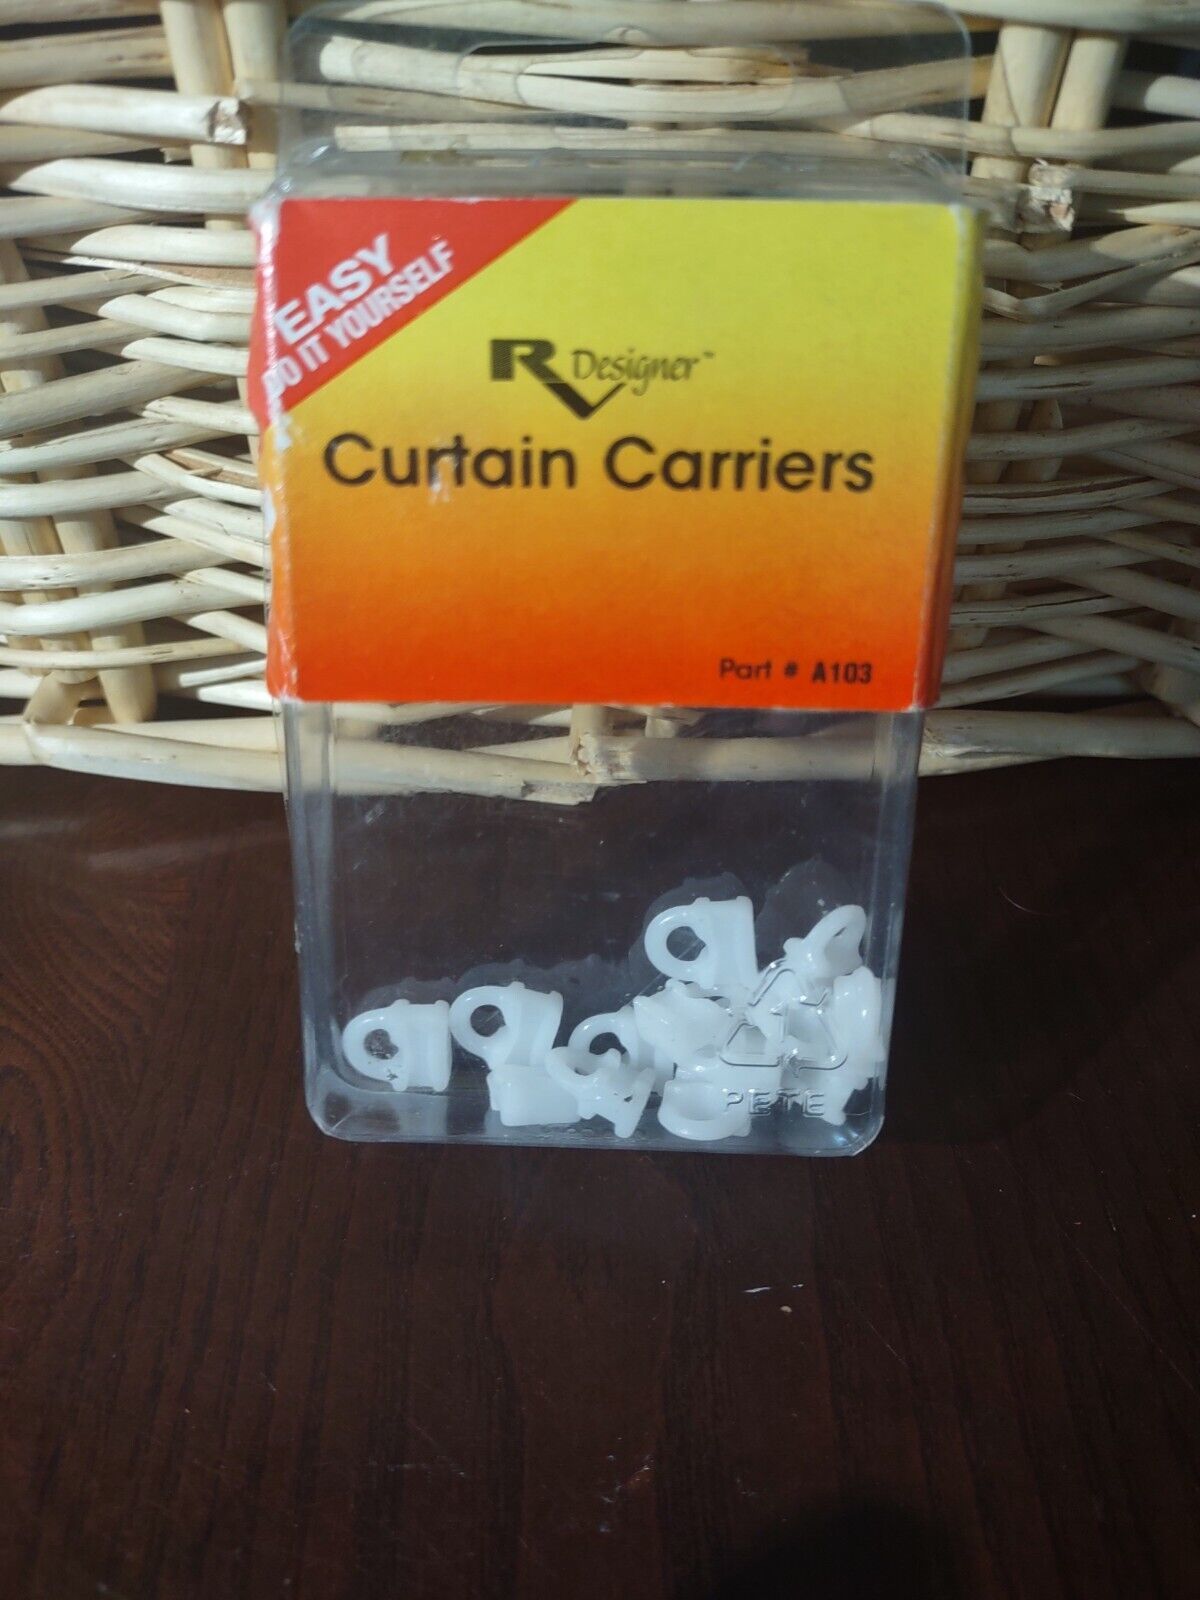 EASY
DO IT YOURSELF
RV Designer™
Curtain Carriers
Part # A103
PETE